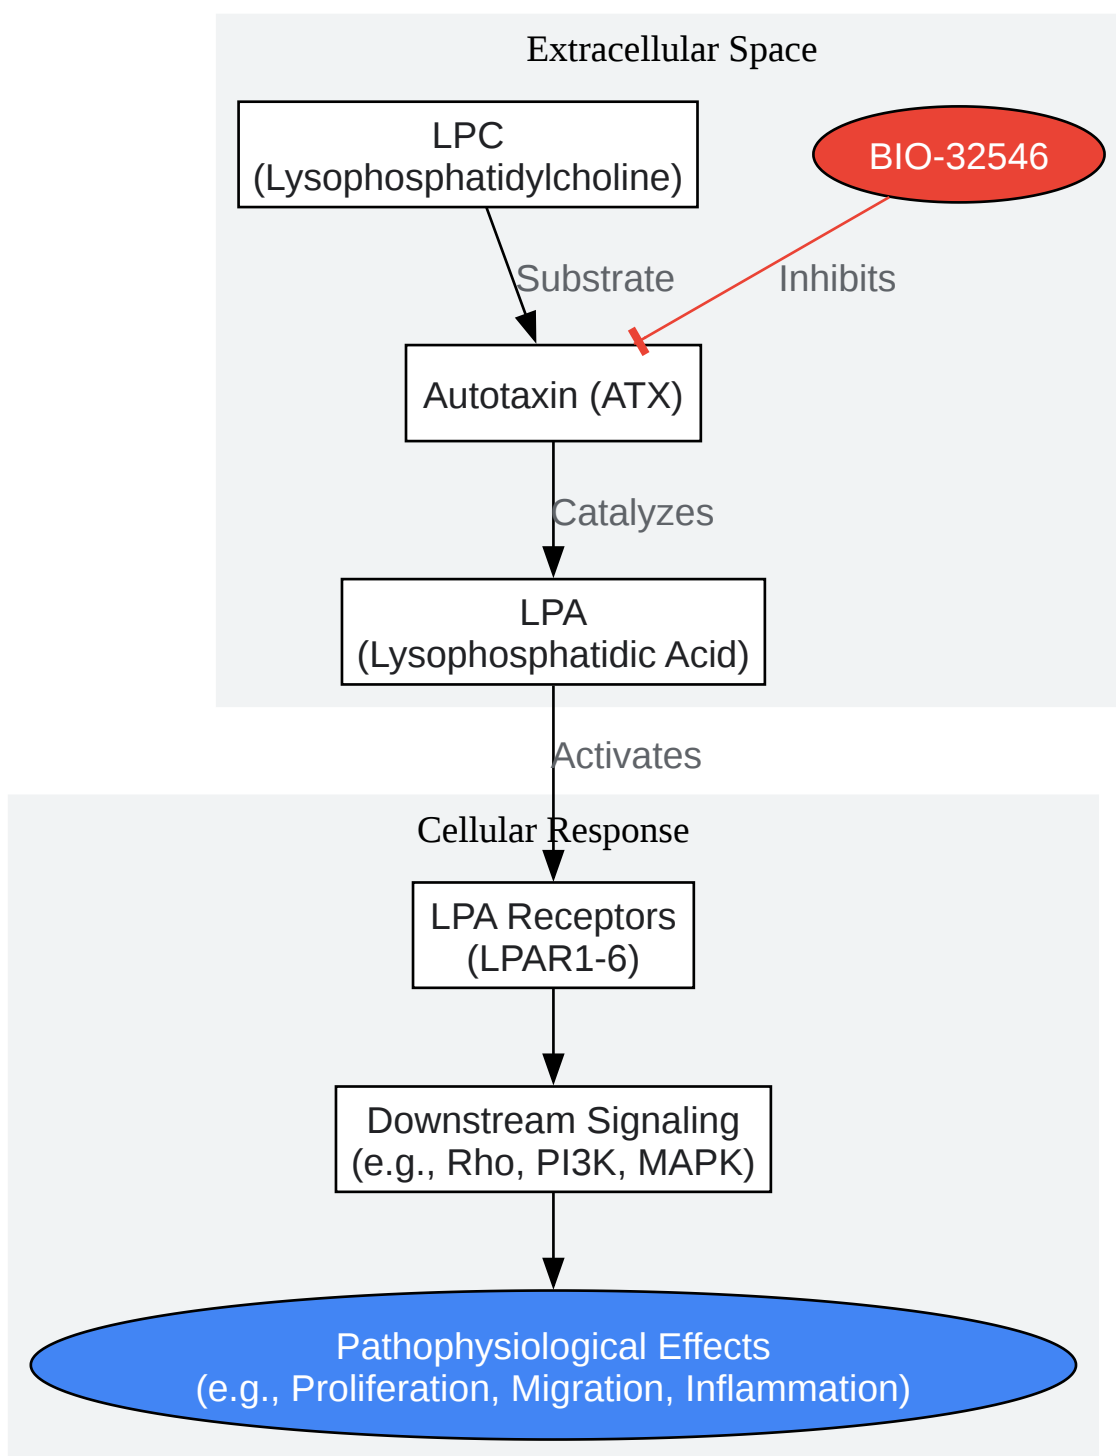 Extracellular Space
LPC
(Lysophosphatidylcholine)
BIO-32546
Substrate
Inhibits
Autotaxin (ATX)
Catalyzes
LPA
(Lysophosphatidic Acid)
Activates
Cellular Response
LPA Receptors
(LPAR1-6)
Downstream Signaling
(e.g., Rho, PI3K, MAPK)
Pathophysiological Effects
(e.g., Proliferation, Migration, Inflammation)